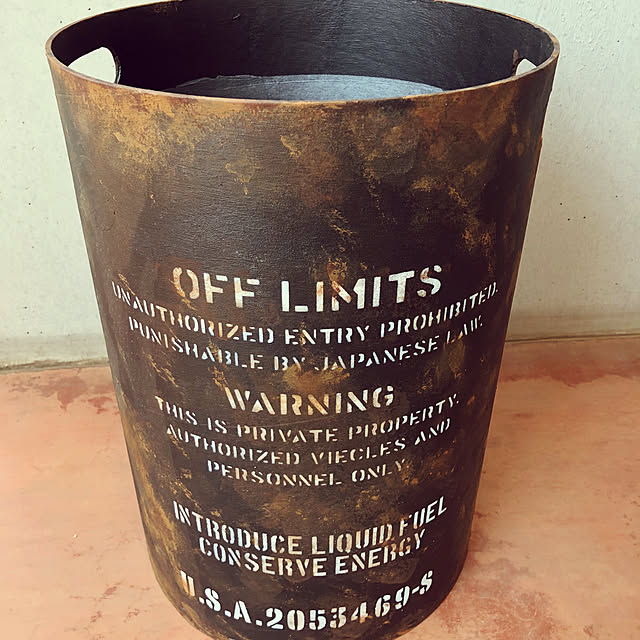 OFF LIMITS
UNAUTHORIZED ENTRY PROHIBITED.
PUNISHABLE BY JAPANESE LAW.
WARNING
THIS IS PRIVATE PROPERTY.
AUTHORIZED VIECLES AND
PERSONNEL ONLY
INTRODUCE LIQUID FUEL
CONSERVE ENERGY
U.S.A.2053469-S